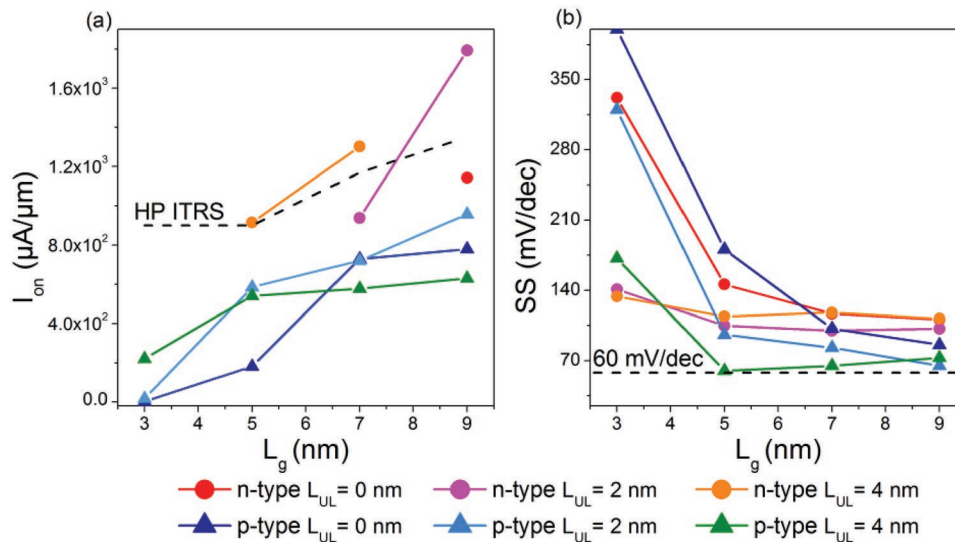 (a)
I_on (µA/µm)
1.6x10³
1.2x10³
8.0x10²
4.0x10²
0.0
HP ITRS
3 4 5 6 7 8 9
L_g (nm)
(b)
SS (mV/dec)
350
280
210
140
70
60 mV/dec
3 4 5 6 7 8 9
L_g (nm)
n-type L_UL = 0 nm n-type L_UL = 2 nm n-type L_UL = 4 nm
p-type L_UL = 0 nm p-type L_UL = 2 nm p-type L_UL = 4 nm